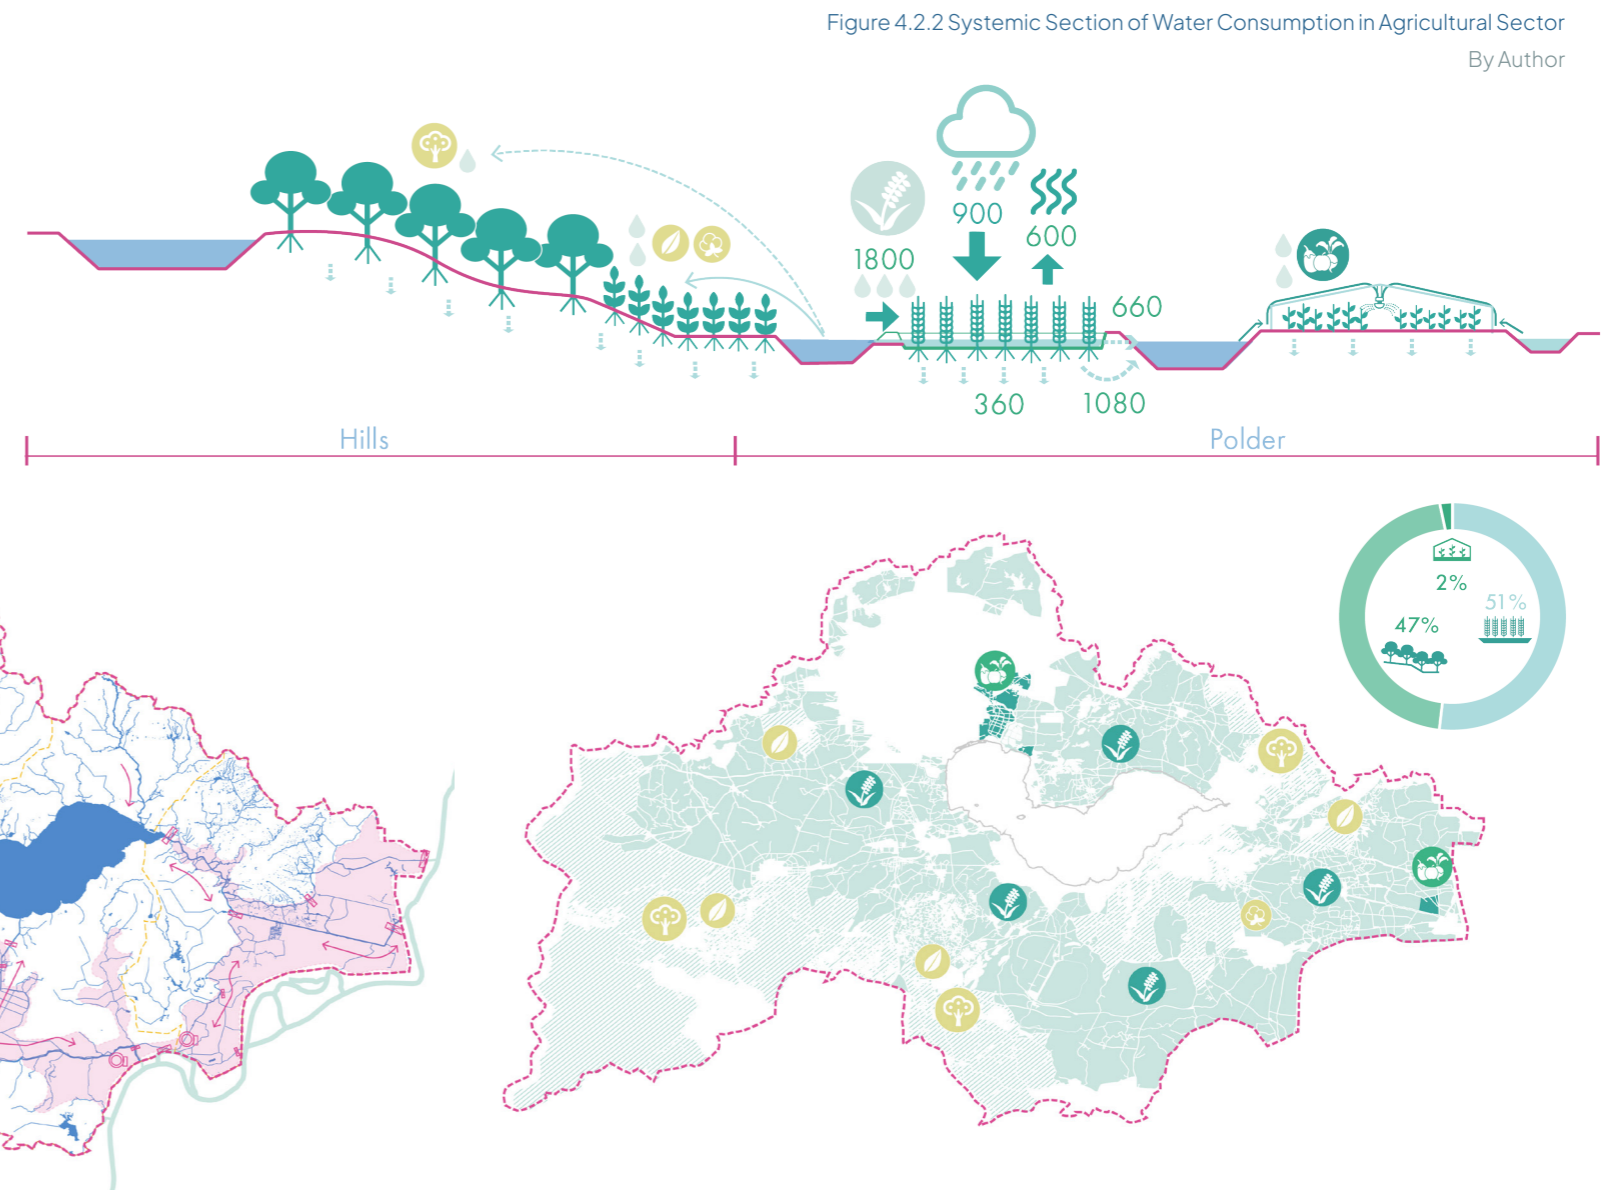 Figure 4.2.2 Systemic Section of Water Consumption in Agricultural Sector
By Author
1800
900
600
660
360
1080
Hills
Polder
2%
51%
47%